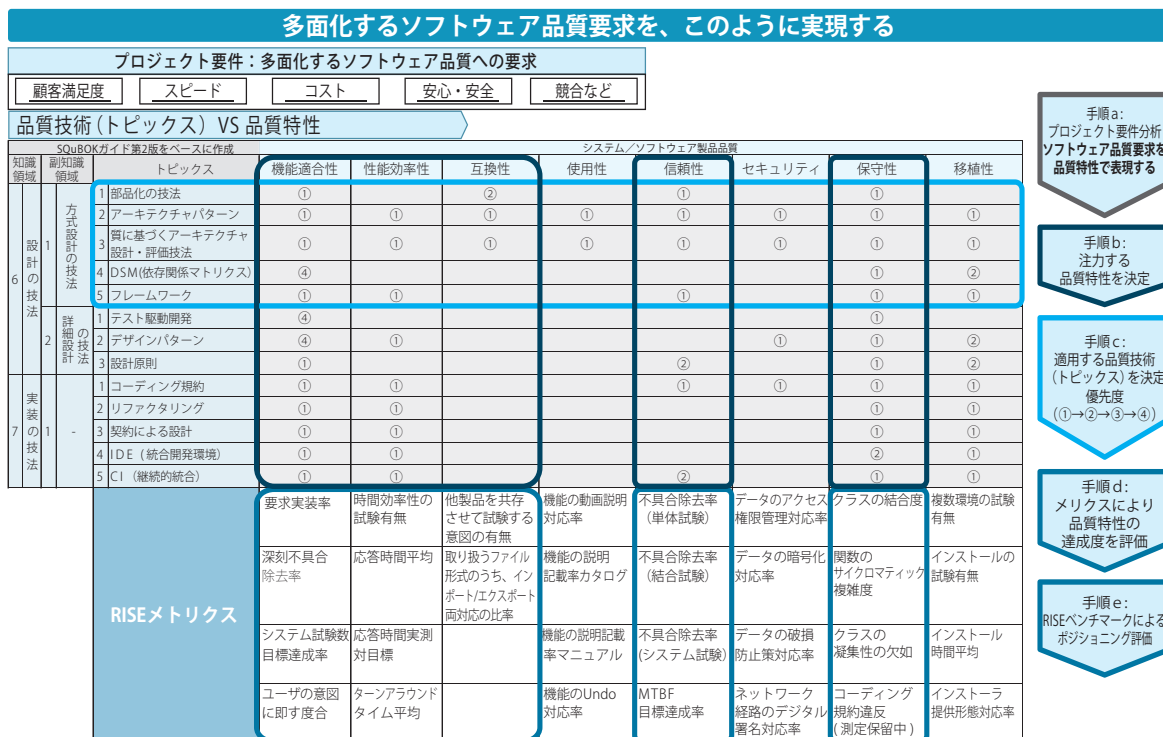 多面化するソフトウェア品質要求を、このように実現する
プロジェクト要件：多面化するソフトウェア品質への要求
顧客満足度 スピード コスト 安心・安全 競合など
品質技術(トピックス) VS 品質特性
SQuBOKガイド第2版をベースに作成 システム／ソフトウェア製品品質
知識領域 副知識領域 トピックス 機能適合性 性能効率性 互換性 使用性 信頼性 セキュリティ 保守性 移植性
6 設計の技法
1 方式設計の技法
1 部品化の技法 ① ② ① ①
2 アーキテクチャパターン ① ① ① ① ① ① ① ①
3 質に基づくアーキテクチャ
設計・評価技法 ① ① ① ① ① ① ① ①
4 DSM(依存関係マトリクス) ④ ① ②
5 フレームワーク ① ① ① ① ①
2 詳細設計の技法
1 テスト駆動開発 ④ ①
2 デザインパターン ④ ① ① ① ②
3 設計原則 ① ② ① ②
7 実装の技法
1 -
1 コーディング規約 ① ① ① ① ① ①
2 リファクタリング ① ① ① ①
3 契約による設計 ① ① ① ①
4 IDE (統合開発環境) ① ① ② ①
5 CI (継続的統合) ① ① ② ① ①
RISEメトリクス
要求実装率
時間効率性の
試験有無
他製品を共存
させて試験する
意図の有無
機能の動画説明
対応率
不具合除去率
(単体試験)
データのアクセス
権限管理対応率
クラスの結合度
複数環境の試験
有無
深刻不具合
除去率
応答時間平均
取り扱うファイル
形式のうち、イン
ポート/エクスポート
両対応の比率
機能の説明
記載率カタログ
不具合除去率
(結合試験)
データの暗号化
対応率
関数の
サイクロマティック
複雑度
インストールの
試験有無
システム試験数
目標達成率
応答時間実測
対目標
機能の説明記載
率マニュアル
不具合除去率
(システム試験)
データの破損
防止策対応率
クラスの
凝集性の欠如
インストール
時間平均
ユーザの意図
に即す度合
ターンアラウンド
タイム平均
機能のUndo
対応率
MTBF
目標達成率
ネットワーク
経路のデジタル
署名対応率
コーディング
規約違反
(測定保留中)
インストーラ
提供形態対応率
手順a:
プロジェクト要件分析
ソフトウェア品質要求を
品質特性で表現する
手順b:
注力する
品質特性を決定
手順c:
適用する品質技術
(トピックス)を決定
優先度
(①→②→③→④)
手順d:
メリクスにより
品質特性の
達成度を評価
手順e:
RISEベンチマークによる
ポジショニング評価